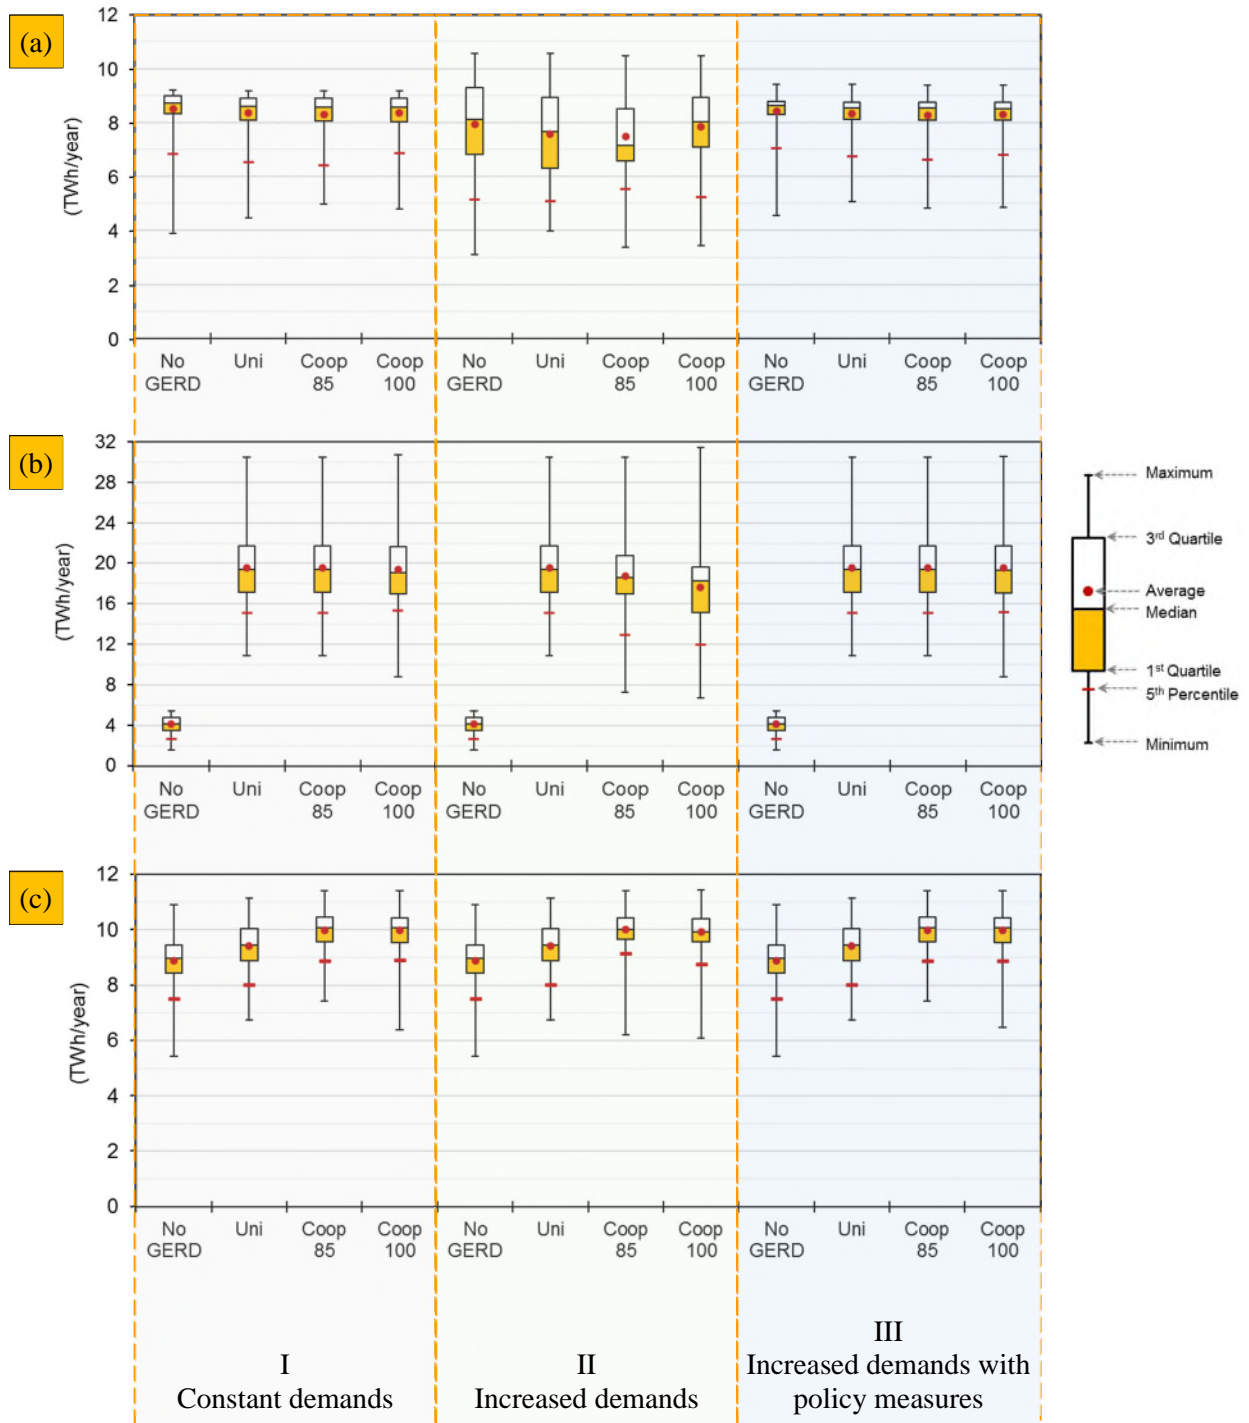 (a)
(TWh/year)
12
10
8
6
4
2
0
No GERD
Uni
Coop 85
Coop 100
No GERD
Uni
Coop 85
Coop 100
No GERD
Uni
Coop 85
Coop 100
(b)
(TWh/year)
32
28
24
20
16
12
8
4
0
No GERD
Uni
Coop 85
Coop 100
No GERD
Uni
Coop 85
Coop 100
No GERD
Uni
Coop 85
Coop 100
Maximum
3rd Quartile
Average
Median
1st Quartile
5th Percentile
Minimum
(c)
(TWh/year)
12
10
8
6
4
2
0
No GERD
Uni
Coop 85
Coop 100
No GERD
Uni
Coop 85
Coop 100
No GERD
Uni
Coop 85
Coop 100
I
Constant demands
II
Increased demands
III
Increased demands with
policy measures